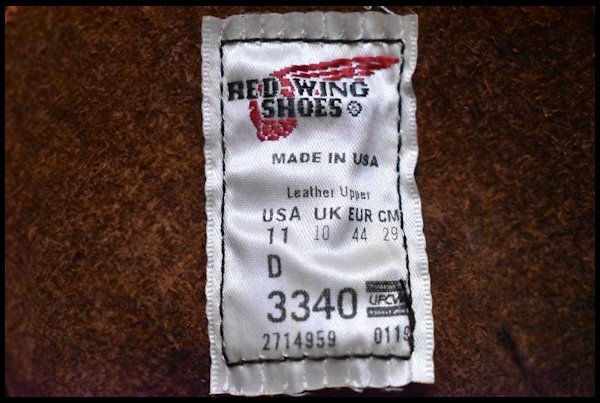 RED WING
SHOES
MADE IN USA
Leather Upper
USA UK EUR CM
11 10 44 29
D
3340 UFCW
2714959 0119